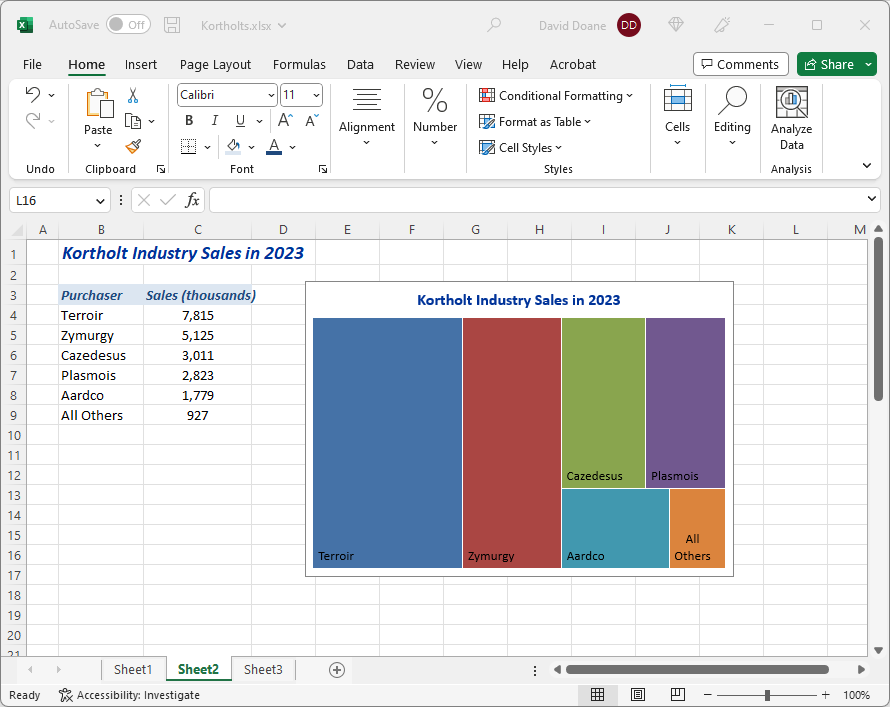 AutoSave Off Kortholts.xlsx David Doane DD
File Home Insert Page Layout Formulas Data Review View Help Acrobat Comments Share
Calibri 11 Conditional Formatting
Paste B I U A A Alignment % Number Format as Table Cells Editing Analyze Data
A Cell Styles
Undo Clipboard Font Styles Analysis
L16 fx
A B C D E F G H I J K L M
1 Kortholt Industry Sales in 2023
2
3 Purchaser Sales (thousands)
4 Terroir 7,815
5 Zymurgy 5,125
6 Cazedesus 3,011
7 Plasmois 2,823
8 Aardco 1,779
9 All Others 927
10
11
12
13
14
15
16
17
18
19
20
21
Kortholt Industry Sales in 2023
Cazedesus Plasmois
All
Terroir Zymurgy Aardco Others
Sheet1 Sheet2 Sheet3
Ready Accessibility: Investigate 100%